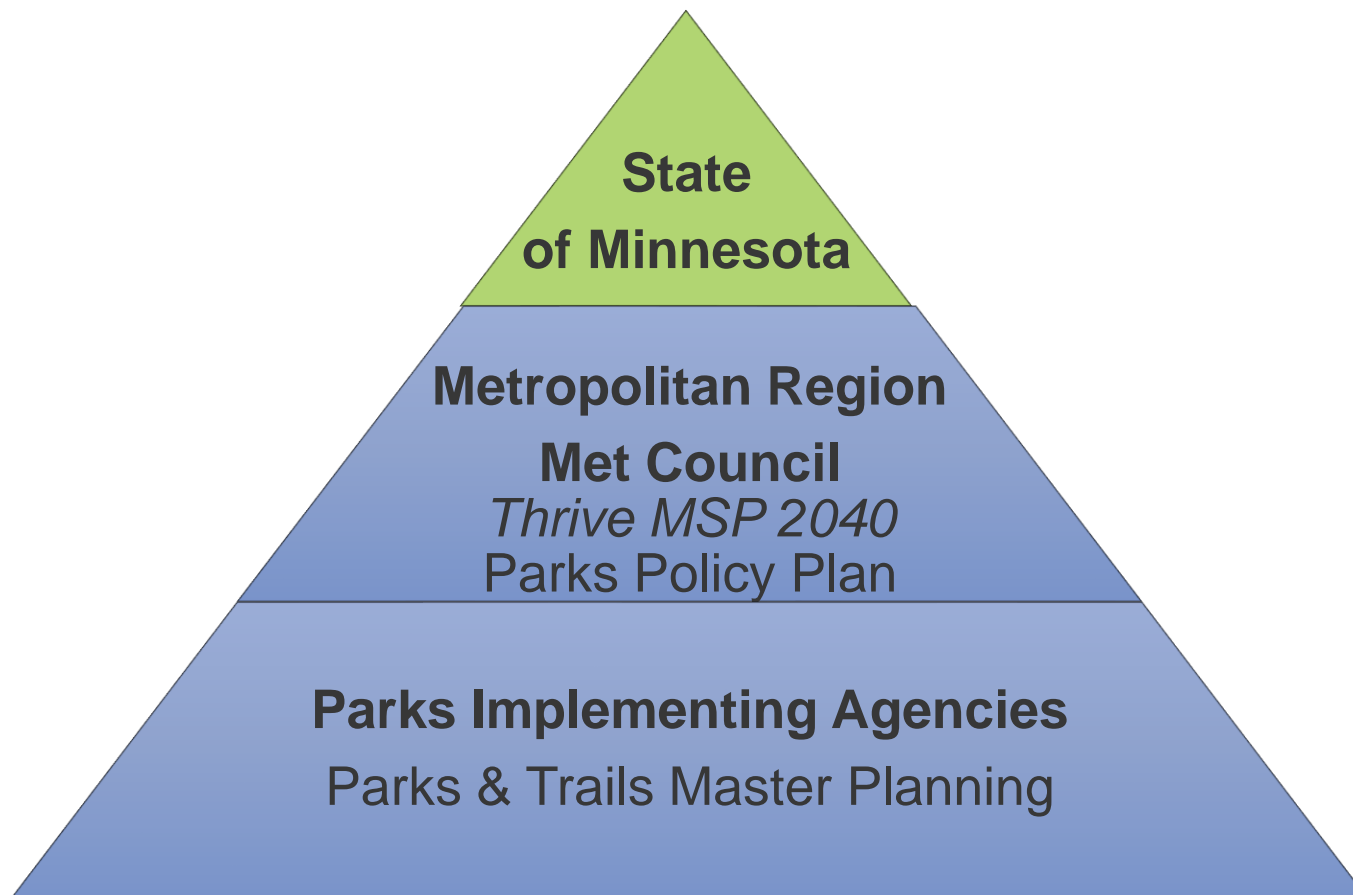 State
of Minnesota
Metropolitan Region
Met Council
Thrive MSP 2040
Parks Policy Plan
Parks Implementing Agencies
Parks & Trails Master Planning